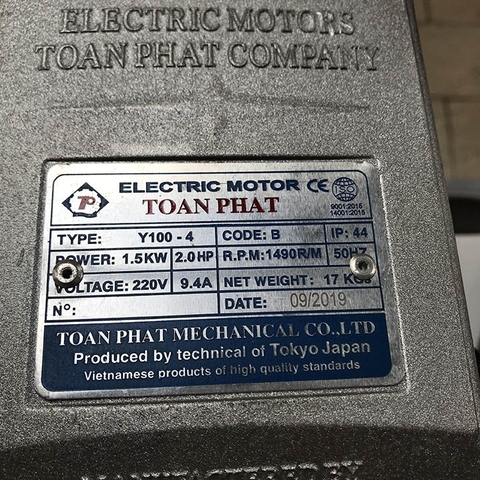 ELECTRIC MOTORS
TOAN PHAT COMPANY
TP ELECTRIC MOTOR CE ISO
TOAN PHAT 9001:2015
14001:2015
TYPE: Y100 - 4 CODE: B IP: 44
POWER: 1.5KW 2.0HP R.P.M:1490R/M 50HZ
VOLTAGE: 220V 9.4A NET WEIGHT: 17 KGs
N°: DATE: 09/2019
TOAN PHAT MECHANICAL CO.,LTD
Produced by technical of Tokyo Japan
Vietnamese products of high quality standards